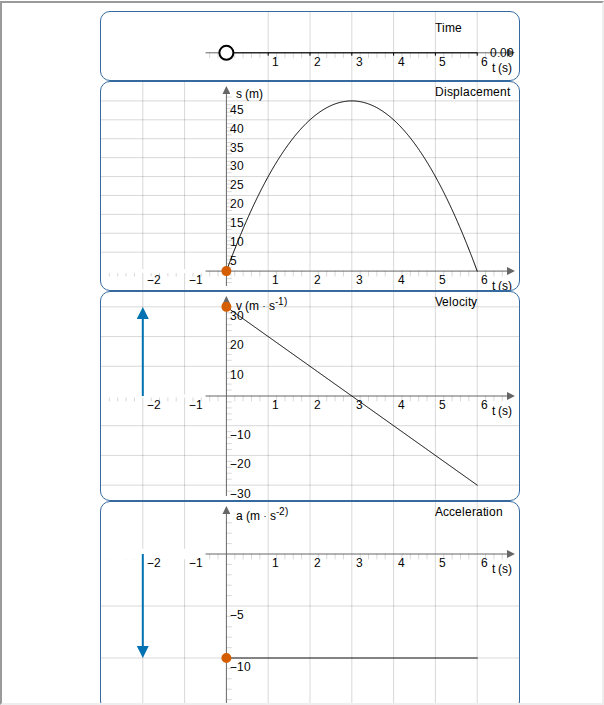 Time
0.00
1 2 3 4 5 6
t (s)
s (m) Displacement
45
40
35
30
25
20
15
10
5
−2 −1 1 2 3 4 5 6
t (s)
v (m · s⁻¹) Velocity
30
20
10
−2 −1 1 2 3 4 5 6
t (s)
−10
−20
−30
a (m · s⁻²) Acceleration
−2 −1 1 2 3 4 5 6
t (s)
−5
−10